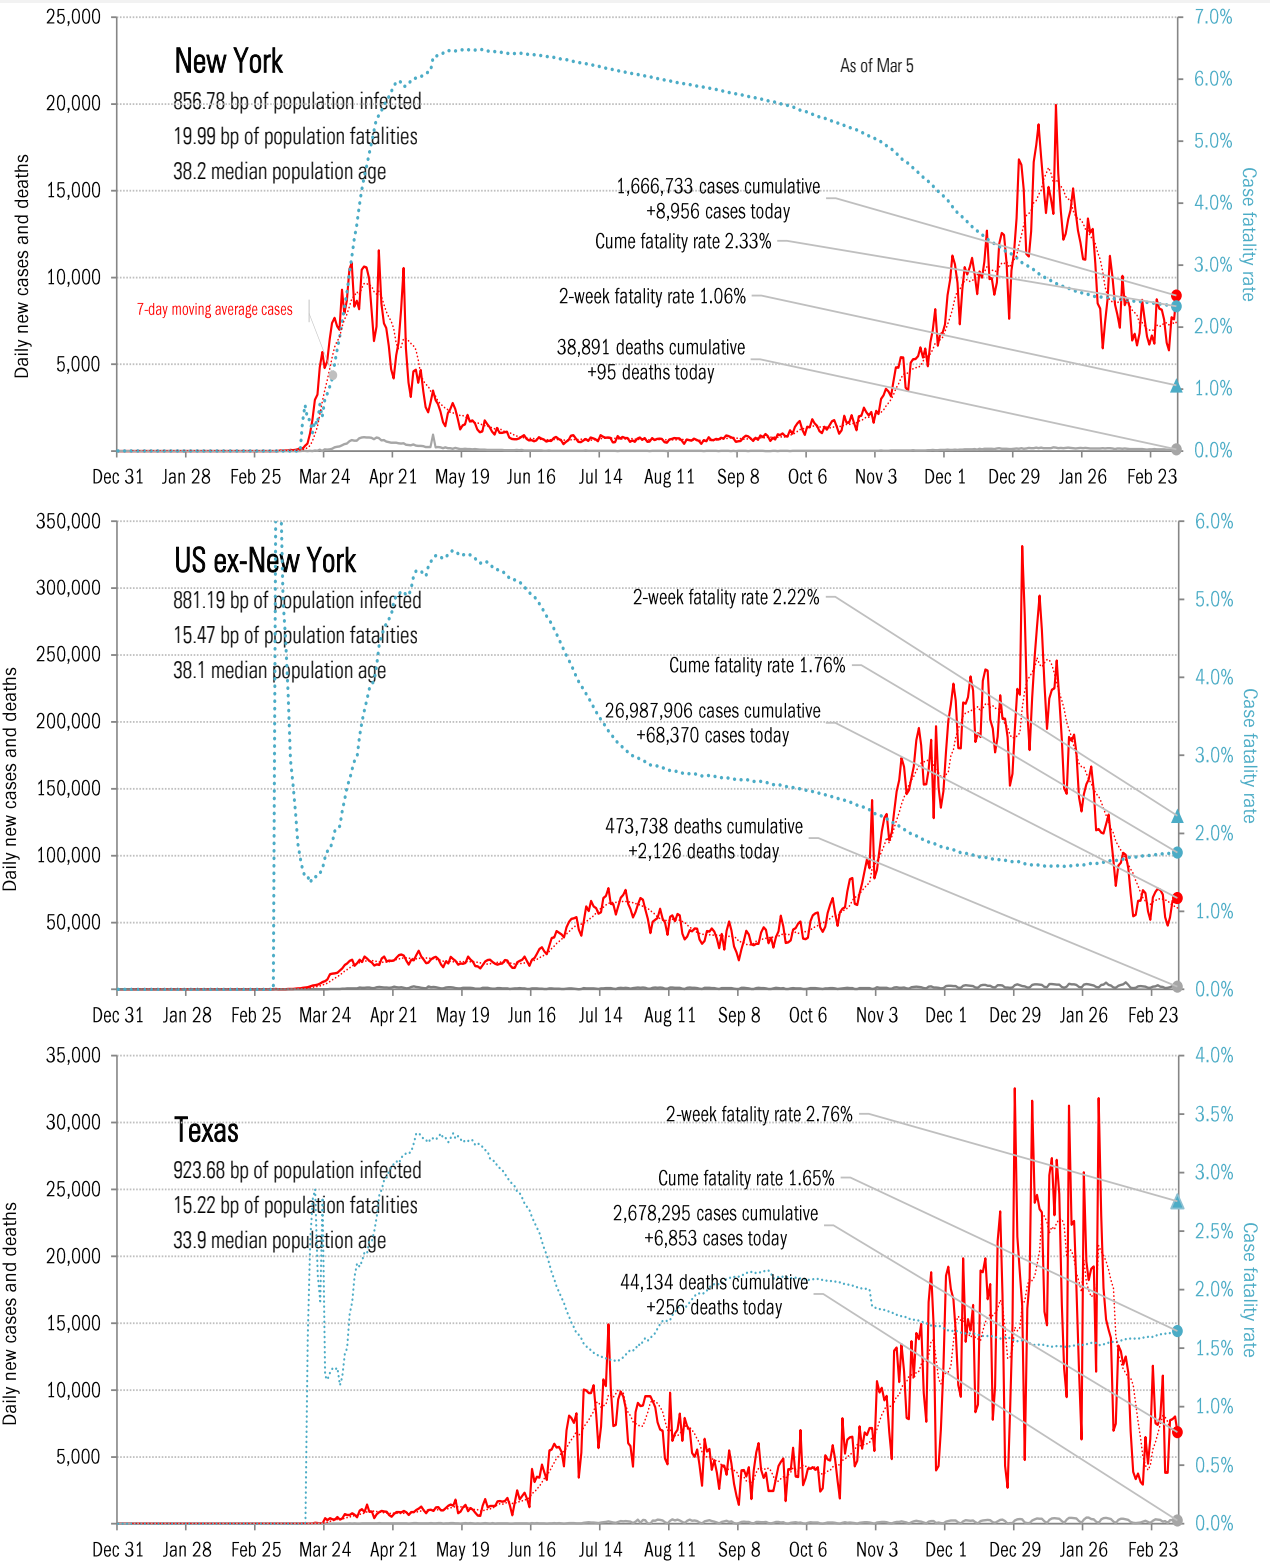 25,000
7.0%
New York
As of Mar 5
856.78 bp of population infected
19.99 bp of population fatalities
38.2 median population age
6.0%
20,000
5.0%
15,000
1,666,733 cases cumulative
+8,956 cases today
4.0%
Cume fatality rate 2.33%
3.0%
10,000
2-week fatality rate 1.06%
7-day moving average cases
2.0%
38,891 deaths cumulative
+95 deaths today
5,000
1.0%
0.0%
Daily new cases and deaths
Case fatality rate
Dec 31 Jan 28 Feb 25 Mar 24 Apr 21 May 19 Jun 16 Jul 14 Aug 11 Sep 8 Oct 6 Nov 3 Dec 1 Dec 29 Jan 26 Feb 23
350,000
6.0%
US ex-New York
881.19 bp of population infected
15.47 bp of population fatalities
38.1 median population age
300,000
2-week fatality rate 2.22%
5.0%
250,000
Cume fatality rate 1.76%
4.0%
200,000
26,987,906 cases cumulative
+68,370 cases today
3.0%
150,000
473,738 deaths cumulative
+2,126 deaths today
2.0%
100,000
50,000
1.0%
0.0%
Daily new cases and deaths
Case fatality rate
Dec 31 Jan 28 Feb 25 Mar 24 Apr 21 May 19 Jun 16 Jul 14 Aug 11 Sep 8 Oct 6 Nov 3 Dec 1 Dec 29 Jan 26 Feb 23
35,000
4.0%
30,000
Texas
923.68 bp of population infected
15.22 bp of population fatalities
33.9 median population age
2-week fatality rate 2.76%
3.5%
3.0%
25,000
Cume fatality rate 1.65%
2,678,295 cases cumulative
+6,853 cases today
2.5%
20,000
44,134 deaths cumulative
+256 deaths today
2.0%
15,000
1.5%
10,000
1.0%
5,000
0.5%
0.0%
Daily new cases and deaths
Case fatality rate
Dec 31 Jan 28 Feb 25 Mar 24 Apr 21 May 19 Jun 16 Jul 14 Aug 11 Sep 8 Oct 6 Nov 3 Dec 1 Dec 29 Jan 26 Feb 23